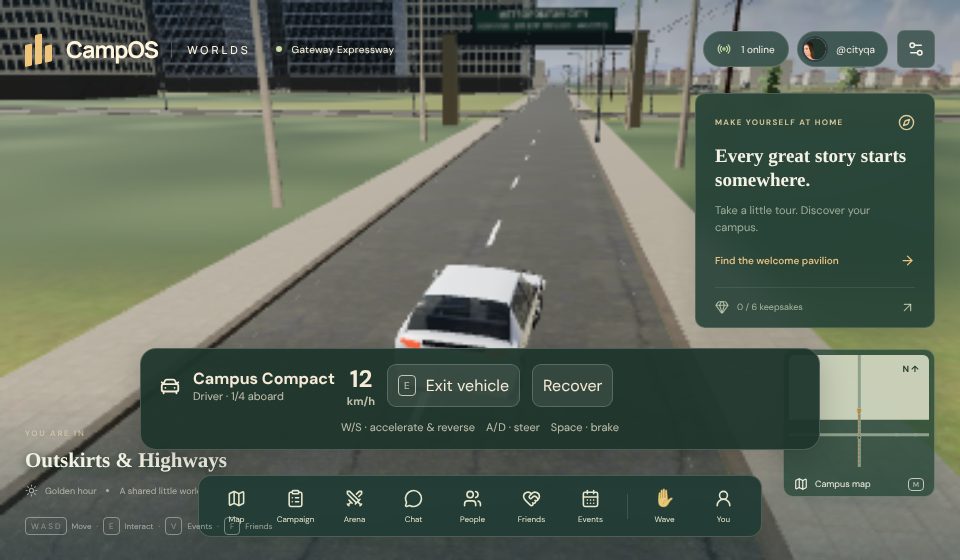 CampOS
WORLDS
Gateway Expressway
1 online
@cityqa
MAKE YOURSELF AT HOME
Every great story starts
somewhere.
Take a little tour. Discover your
campus.
Find the welcome pavilion
0 / 6 keepsakes
Campus Compact
Driver · 1/4 aboard
12
km/h
E Exit vehicle
Recover
W/S · accelerate & reverse A/D · steer Space · brake
N↑
Campus map M
YOU ARE IN
Outskirts & Highways
Golden hour • A shared little
WASD Move · E Interact · V Events · F Friends
Map
Campaign
Arena
Chat
People
Friends
Events
Wave
You